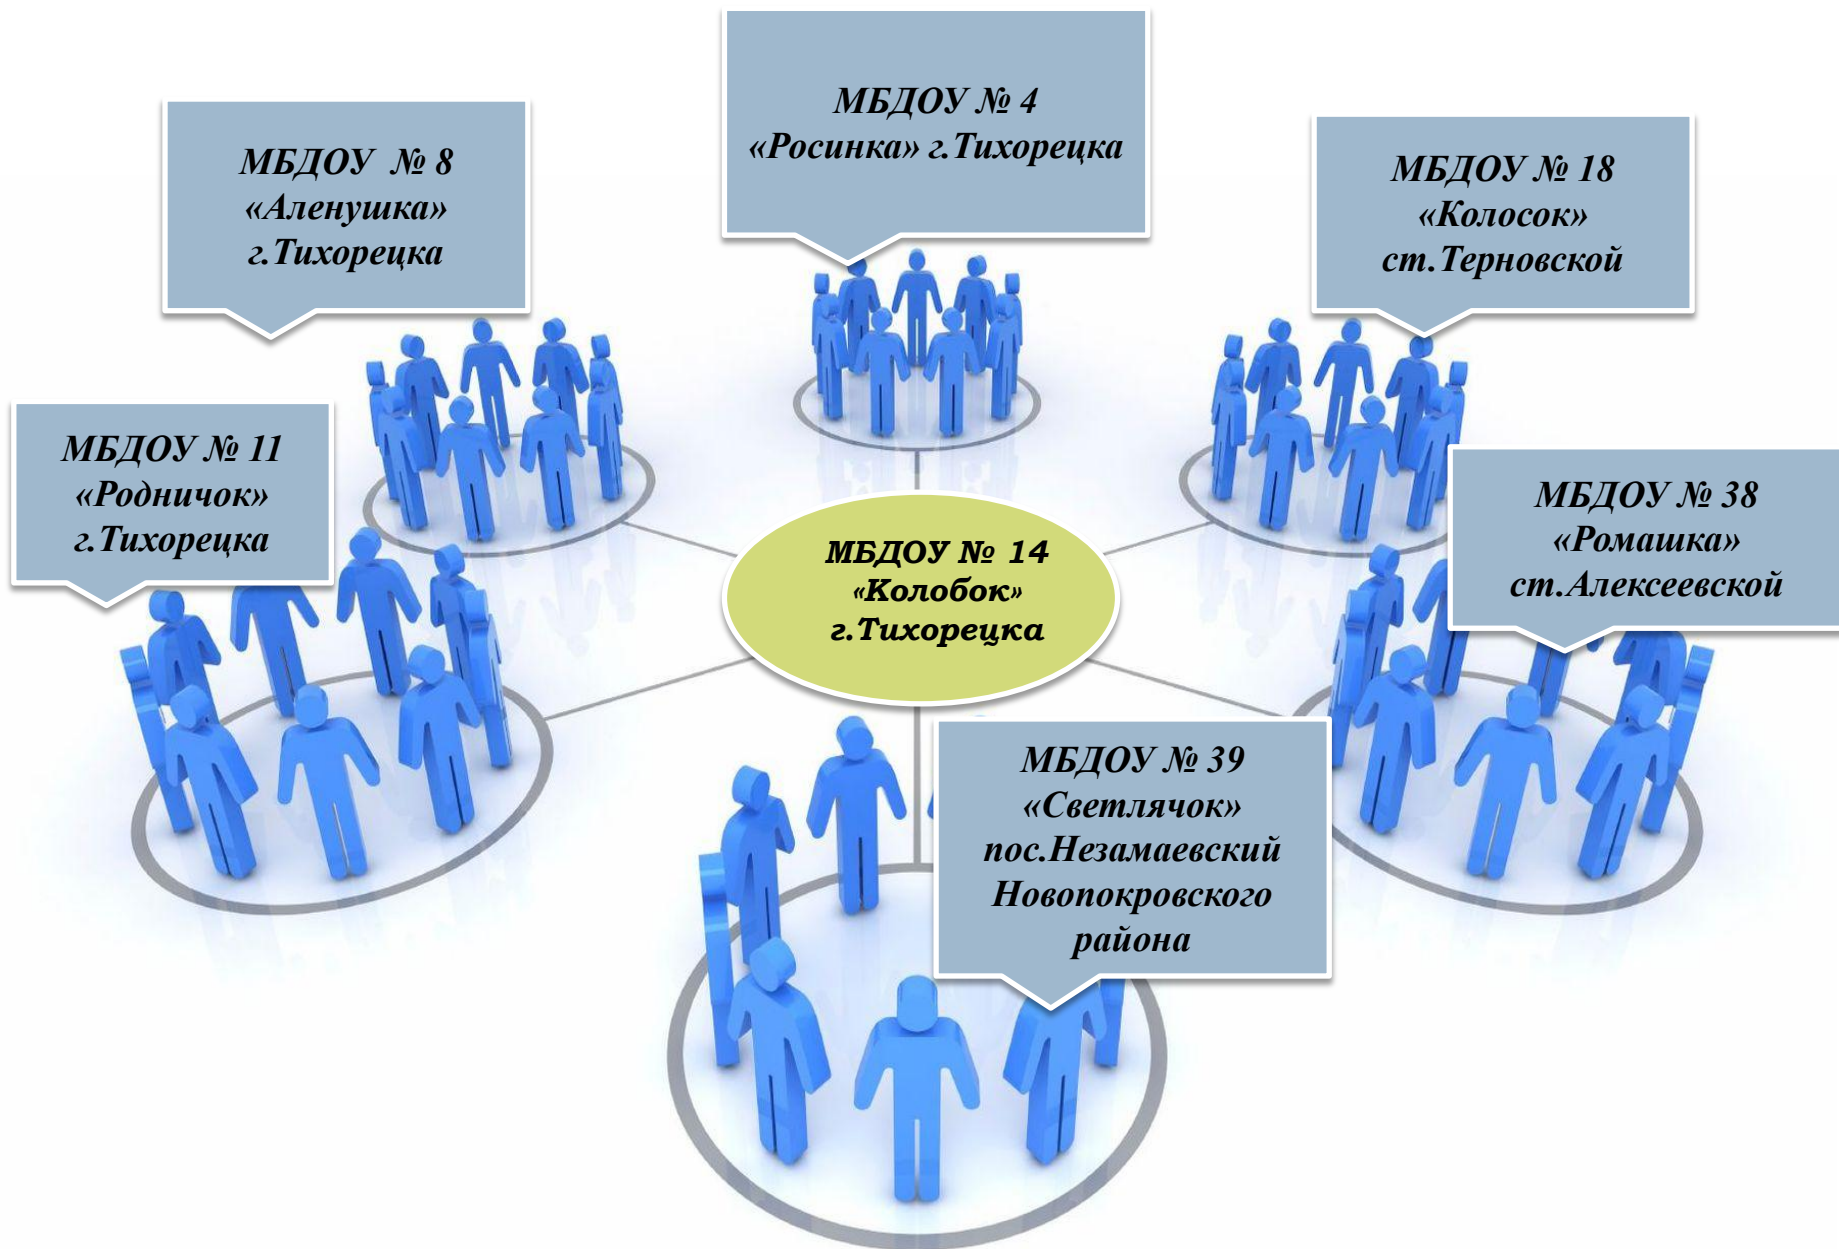 МБДОУ № 4
«Росинка» г.Тихорецка
МБДОУ № 8
«Аленушка»
г.Тихорецка
МБДОУ № 18
«Колосок»
ст.Терновской
МБДОУ № 11
«Родничок»
г.Тихорецка
МБДОУ № 14
«Колобок»
г.Тихорецка
МБДОУ № 38
«Ромашка»
ст.Алексеевской
МБДОУ № 39
«Светлячок»
пос.Незамаевский
Новопокровского
района